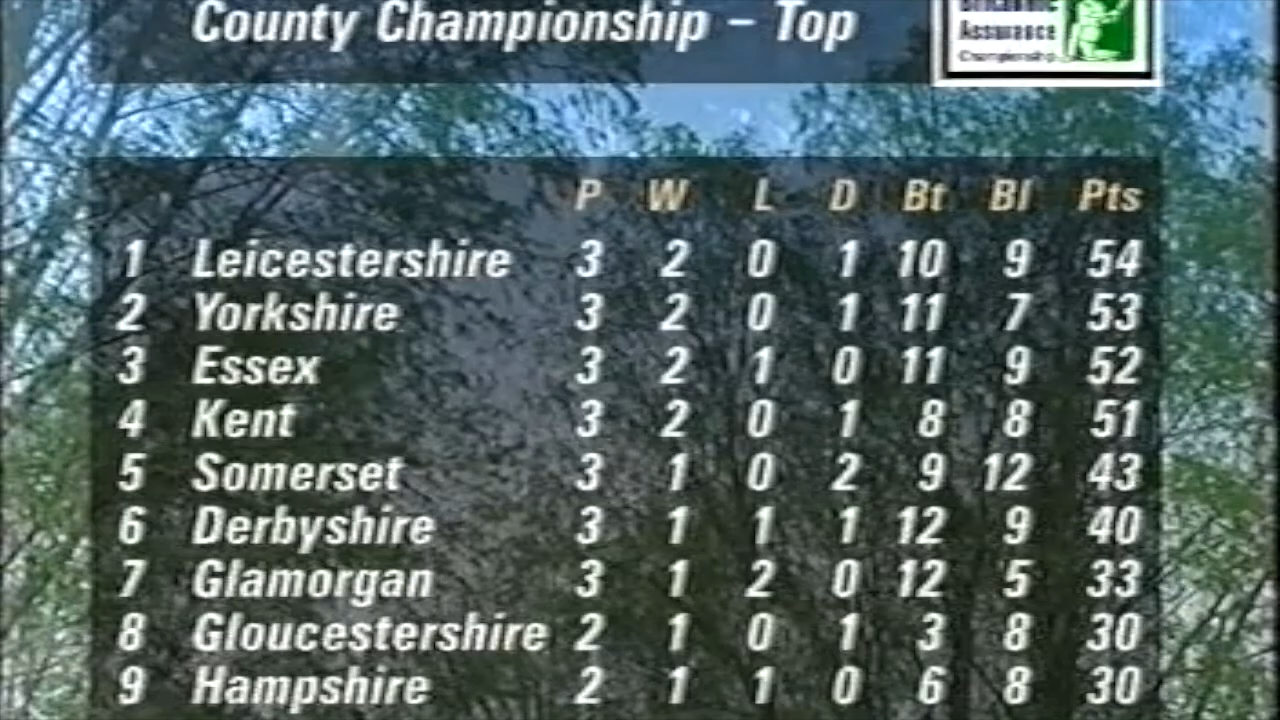 County Championship – Top
Assurance
Championship
P W L D Bt Bl Pts
1 Leicestershire 3 2 0 1 10 9 54
2 Yorkshire 3 2 0 1 11 7 53
3 Essex 3 2 1 0 11 9 52
4 Kent 3 2 0 1 8 8 51
5 Somerset 3 1 0 2 9 12 43
6 Derbyshire 3 1 1 1 12 9 40
7 Glamorgan 3 1 2 0 12 5 33
8 Gloucestershire 2 1 0 1 3 8 30
9 Hampshire 2 1 1 0 6 8 30